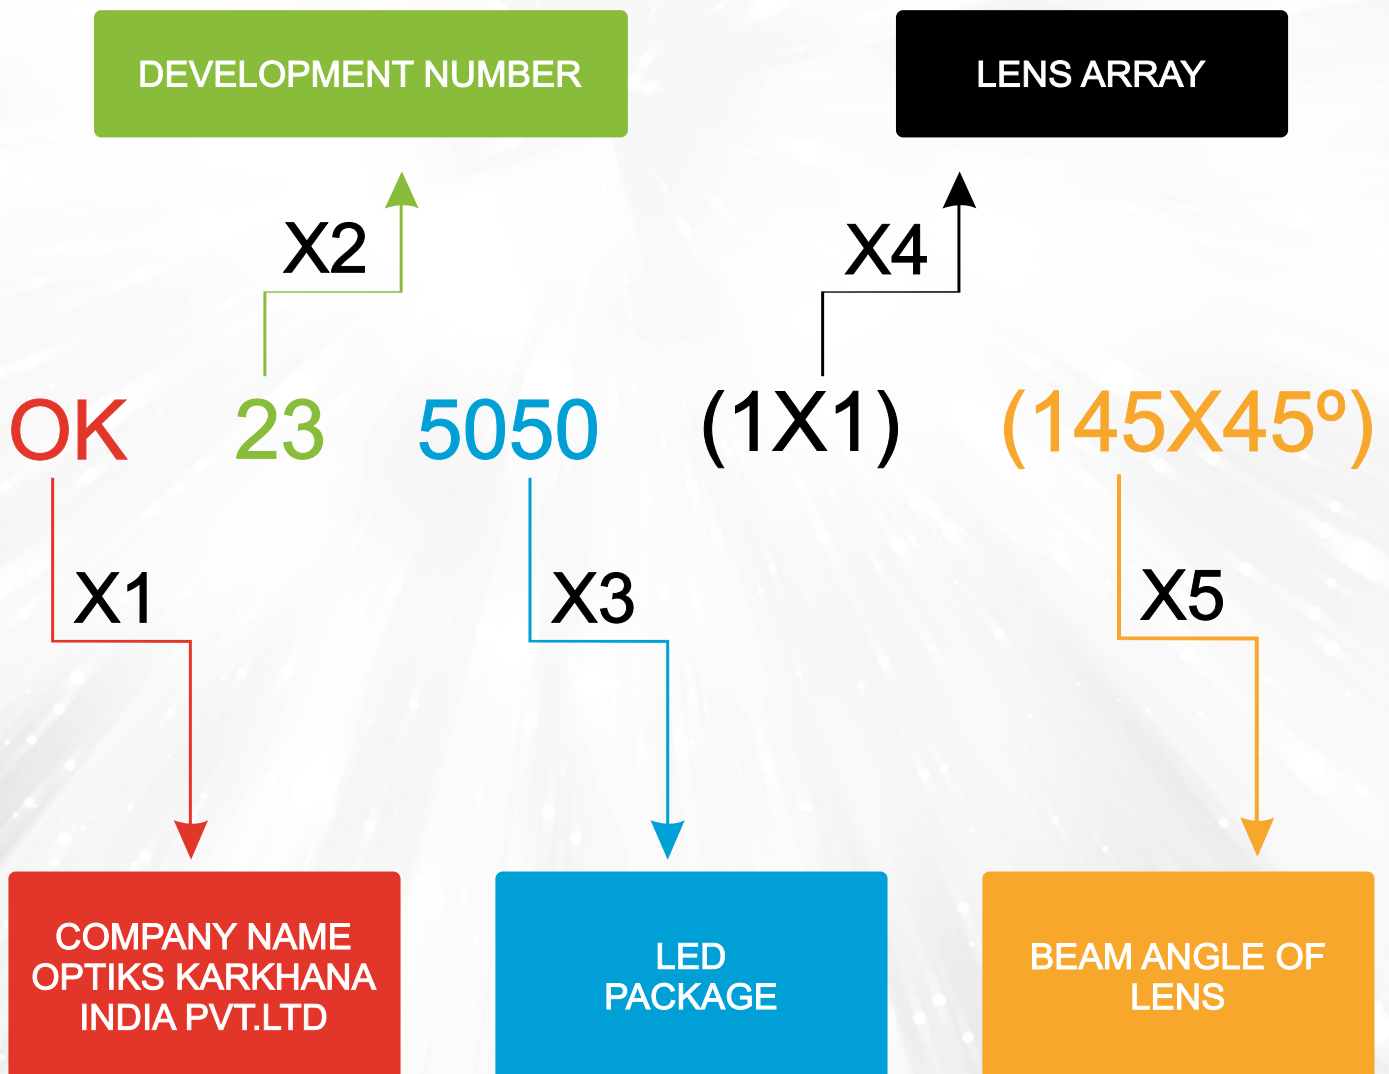 DEVELOPMENT NUMBER
LENS ARRAY
X2
X4
OK 23 5050 (1X1) (145X45º)
X1
X3
X5
COMPANY NAME
OPTIKS KARKHANA
INDIA PVT.LTD
LED
PACKAGE
BEAM ANGLE OF
LENS